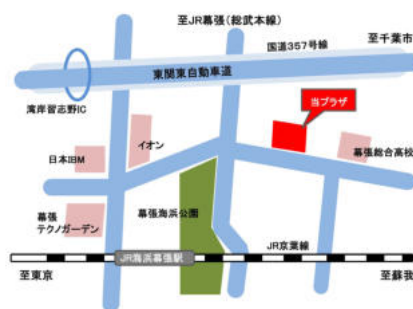 至JR幕張(総武本線)
国道357号線
至千葉市
東関東自動車道
湾岸習志野IC
当プラザ
イオン
日本IBM
幕張総合高校
幕張
テクノガーデン
幕張海浜公園
JR京葉線
JR海浜幕張駅
至東京
至蘇我